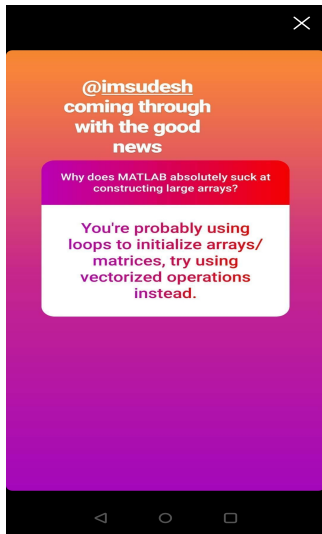 @imsudesh
coming through
with the good
news
Why does MATLAB absolutely suck at
constructing large arrays?
You're probably using
loops to initialize arrays/
matrices, try using
vectorized operations
instead.